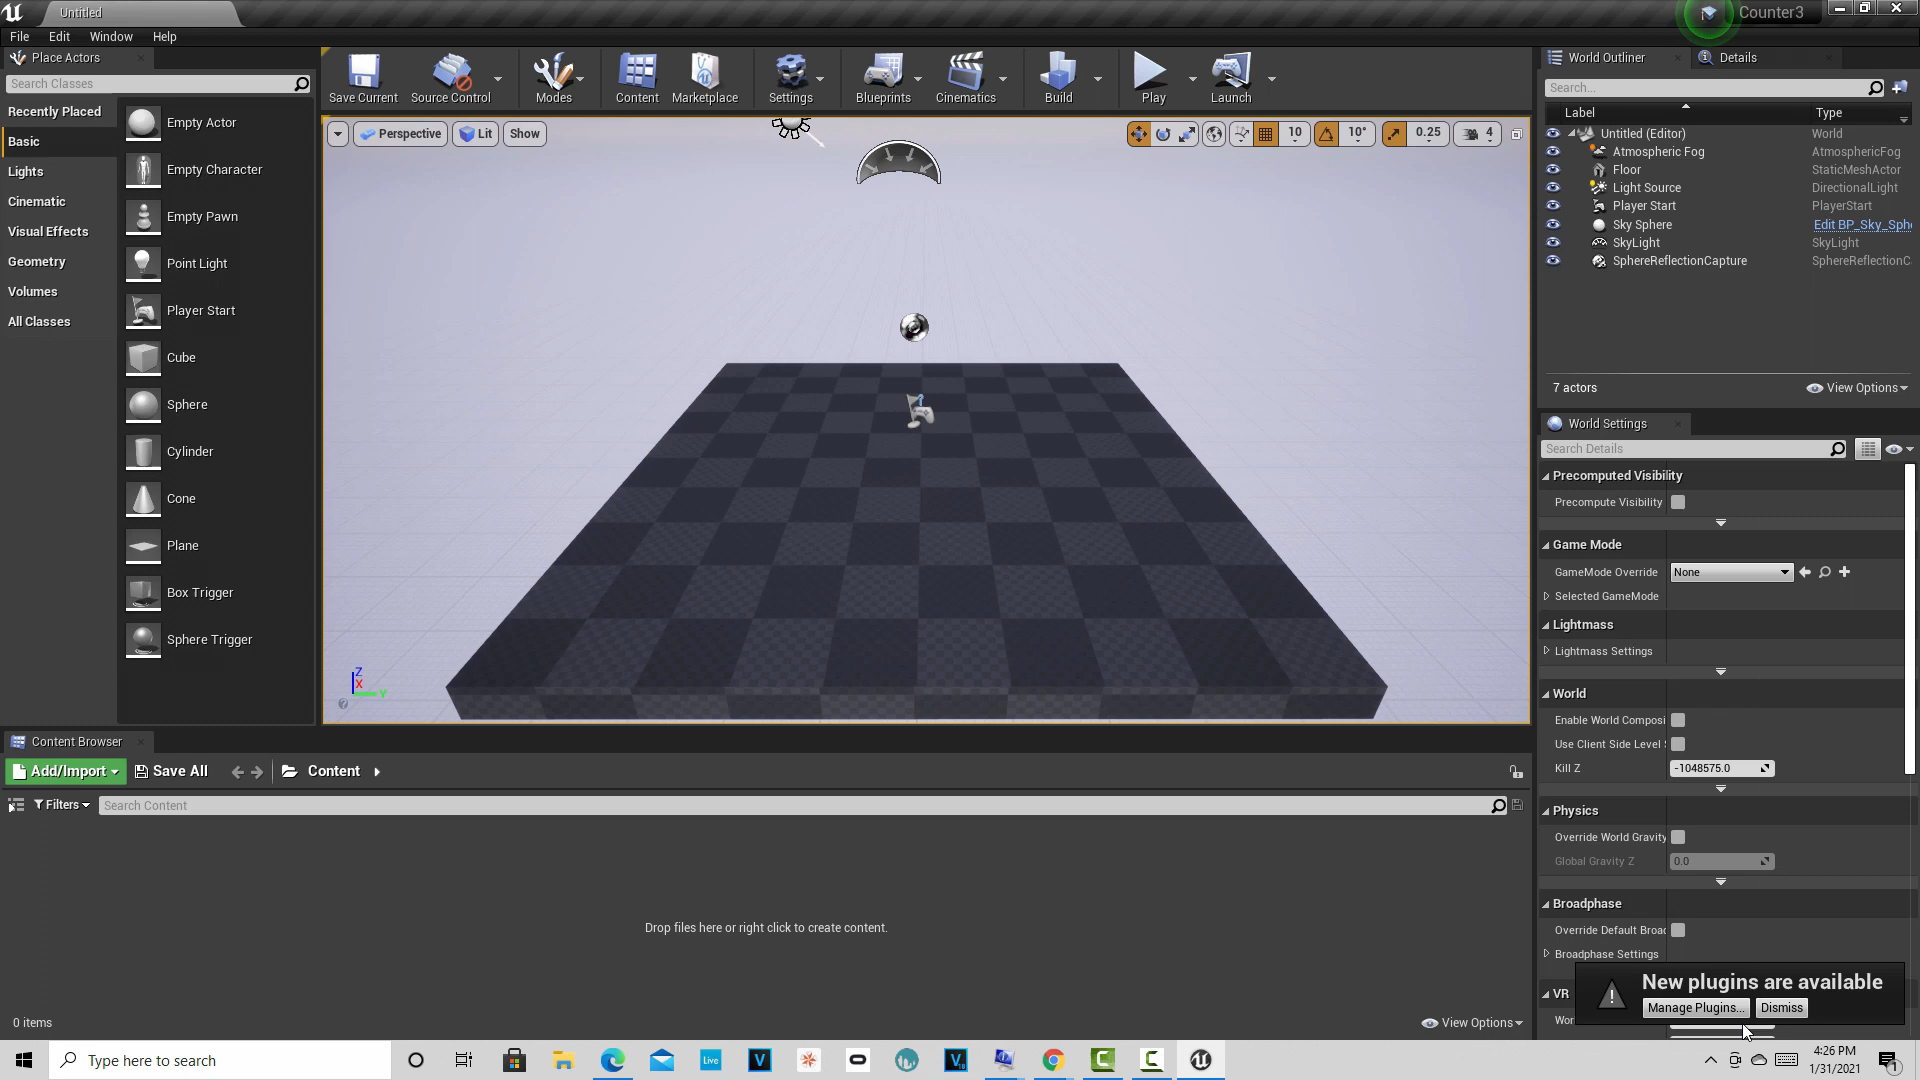 Untitled
Counter3
File Edit Window Help
Place Actors
Search Classes
Recently Placed
Basic
Lights
Cinematic
Visual Effects
Geometry
Volumes
All Classes
Empty Actor
Empty Character
Empty Pawn
Point Light
Player Start
Cube
Sphere
Cylinder
Cone
Plane
Box Trigger
Sphere Trigger
Save Current
Source Control
Modes
Content
Marketplace
Settings
Blueprints
Cinematics
Build
Play
Launch
Perspective
Lit
Show
10
10°
0.25
4
Z
X
Y
World Outliner
Details
Search...
Label Type
Untitled (Editor) World
Atmospheric Fog AtmosphericFog
Floor StaticMeshActor
Light Source DirectionalLight
Player Start PlayerStart
Sky Sphere Edit BP_Sky_Sph
SkyLight SkyLight
SphereReflectionCapture SphereReflectionC
7 actors
View Options
World Settings
Search Details
Precomputed Visibility
Precompute Visibility
Game Mode
GameMode Override None
Selected GameMode
Lightmass
Lightmass Settings
World
Enable World Composi
Use Client Side Level
Kill Z -1048575.0
Physics
Override World Gravity
Global Gravity Z 0.0
Broadphase
Override Default Broad
Broadphase Settings
VR
Wor
New plugins are available
Manage Plugins...
Dismiss
Content Browser
Add/Import
Save All
Content
Filters
Search Content
Drop files here or right click to create content.
0 items
View Options
Type here to search
Live
4:26 PM
1/31/2021
1